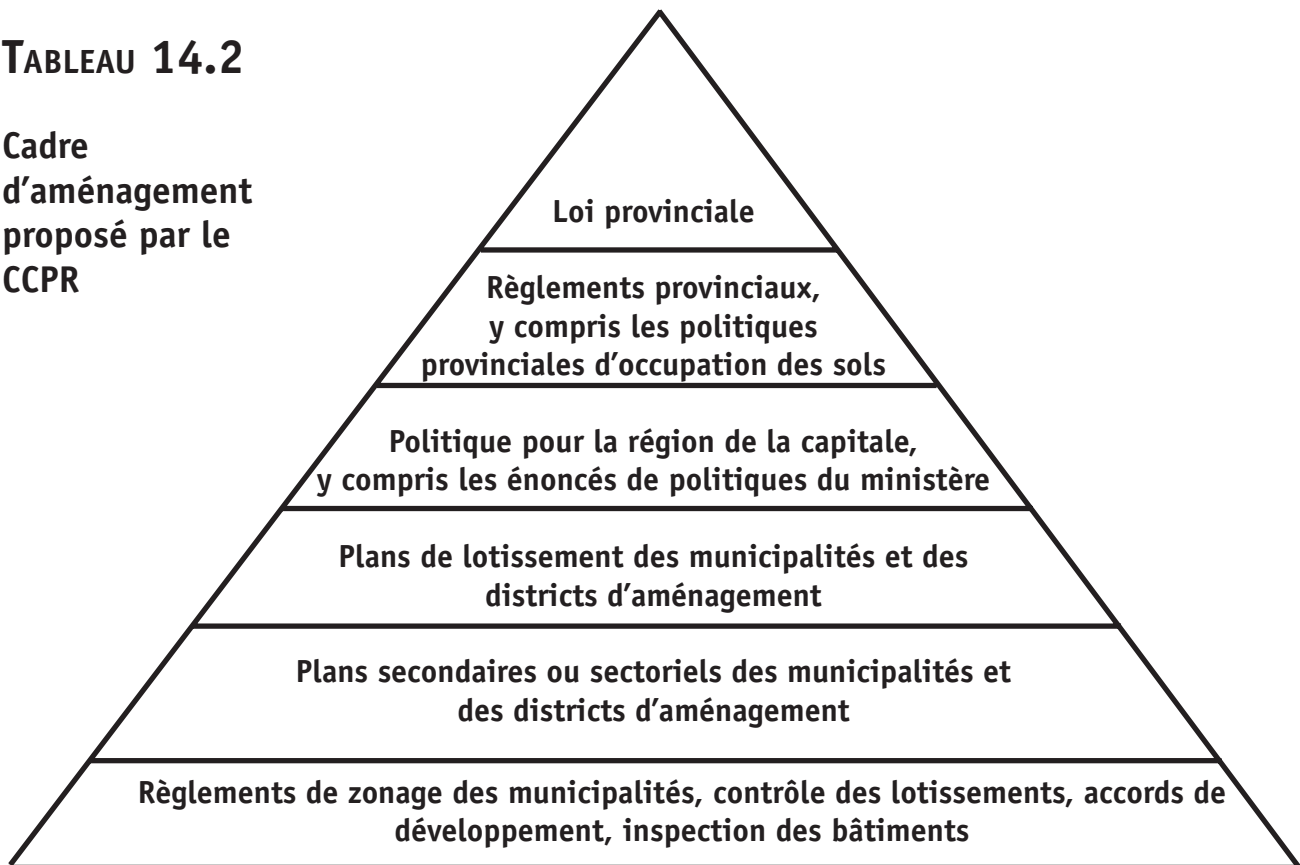 TABLEAU 14.2
Cadre
d'aménagement
proposé par le
CCPR
Loi provinciale
Règlements provinciaux,
y compris les politiques
provinciales d'occupation des sols
Politique pour la région de la capitale,
y compris les énoncés de politiques du ministère
Plans de lotissement des municipalités et des
districts d'aménagement
Plans secondaires ou sectoriels des municipalités et
des districts d'aménagement
Règlements de zonage des municipalités, contrôle des lotissements, accords de
développement, inspection des bâtiments